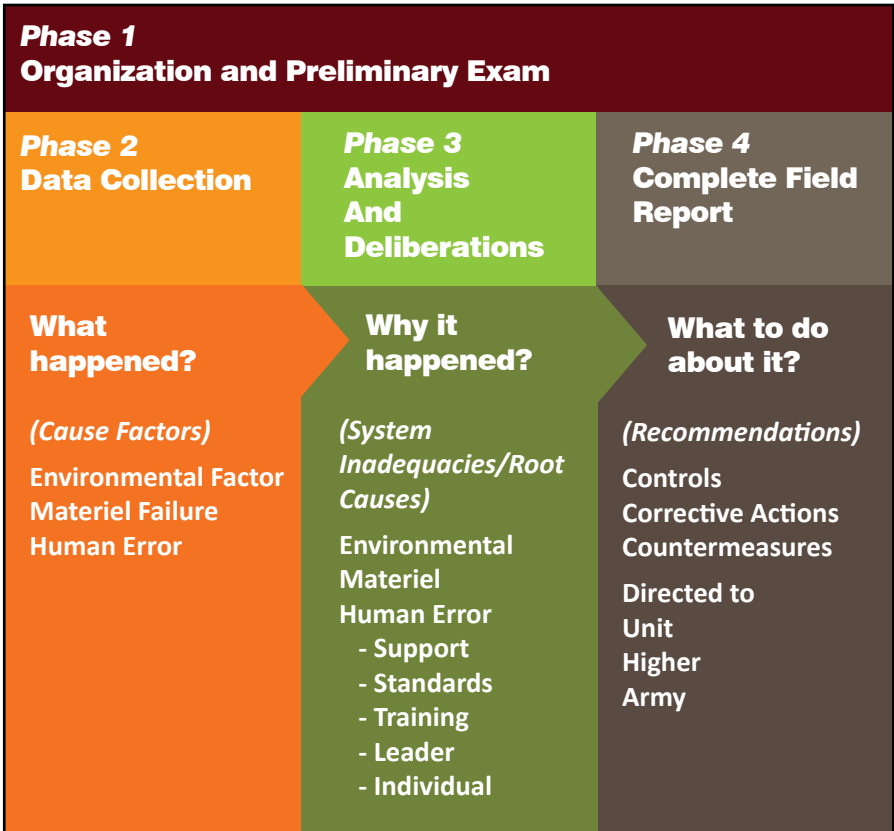 Phase 1
Organization and Preliminary Exam
Phase 2
Data Collection
Phase 3
Analysis
And
Deliberations
Phase 4
Complete Field
Report
What
happened?
(Cause Factors)
Environmental Factor
Materiel Failure
Human Error
Why it
happened?
(System
Inadequacies/Root
Causes)
Environmental
Materiel
Human Error
- Support
- Standards
- Training
- Leader
- Individual
What to do
about it?
(Recommendations)
Controls
Corrective Actions
Countermeasures
Directed to
Unit
Higher
Army